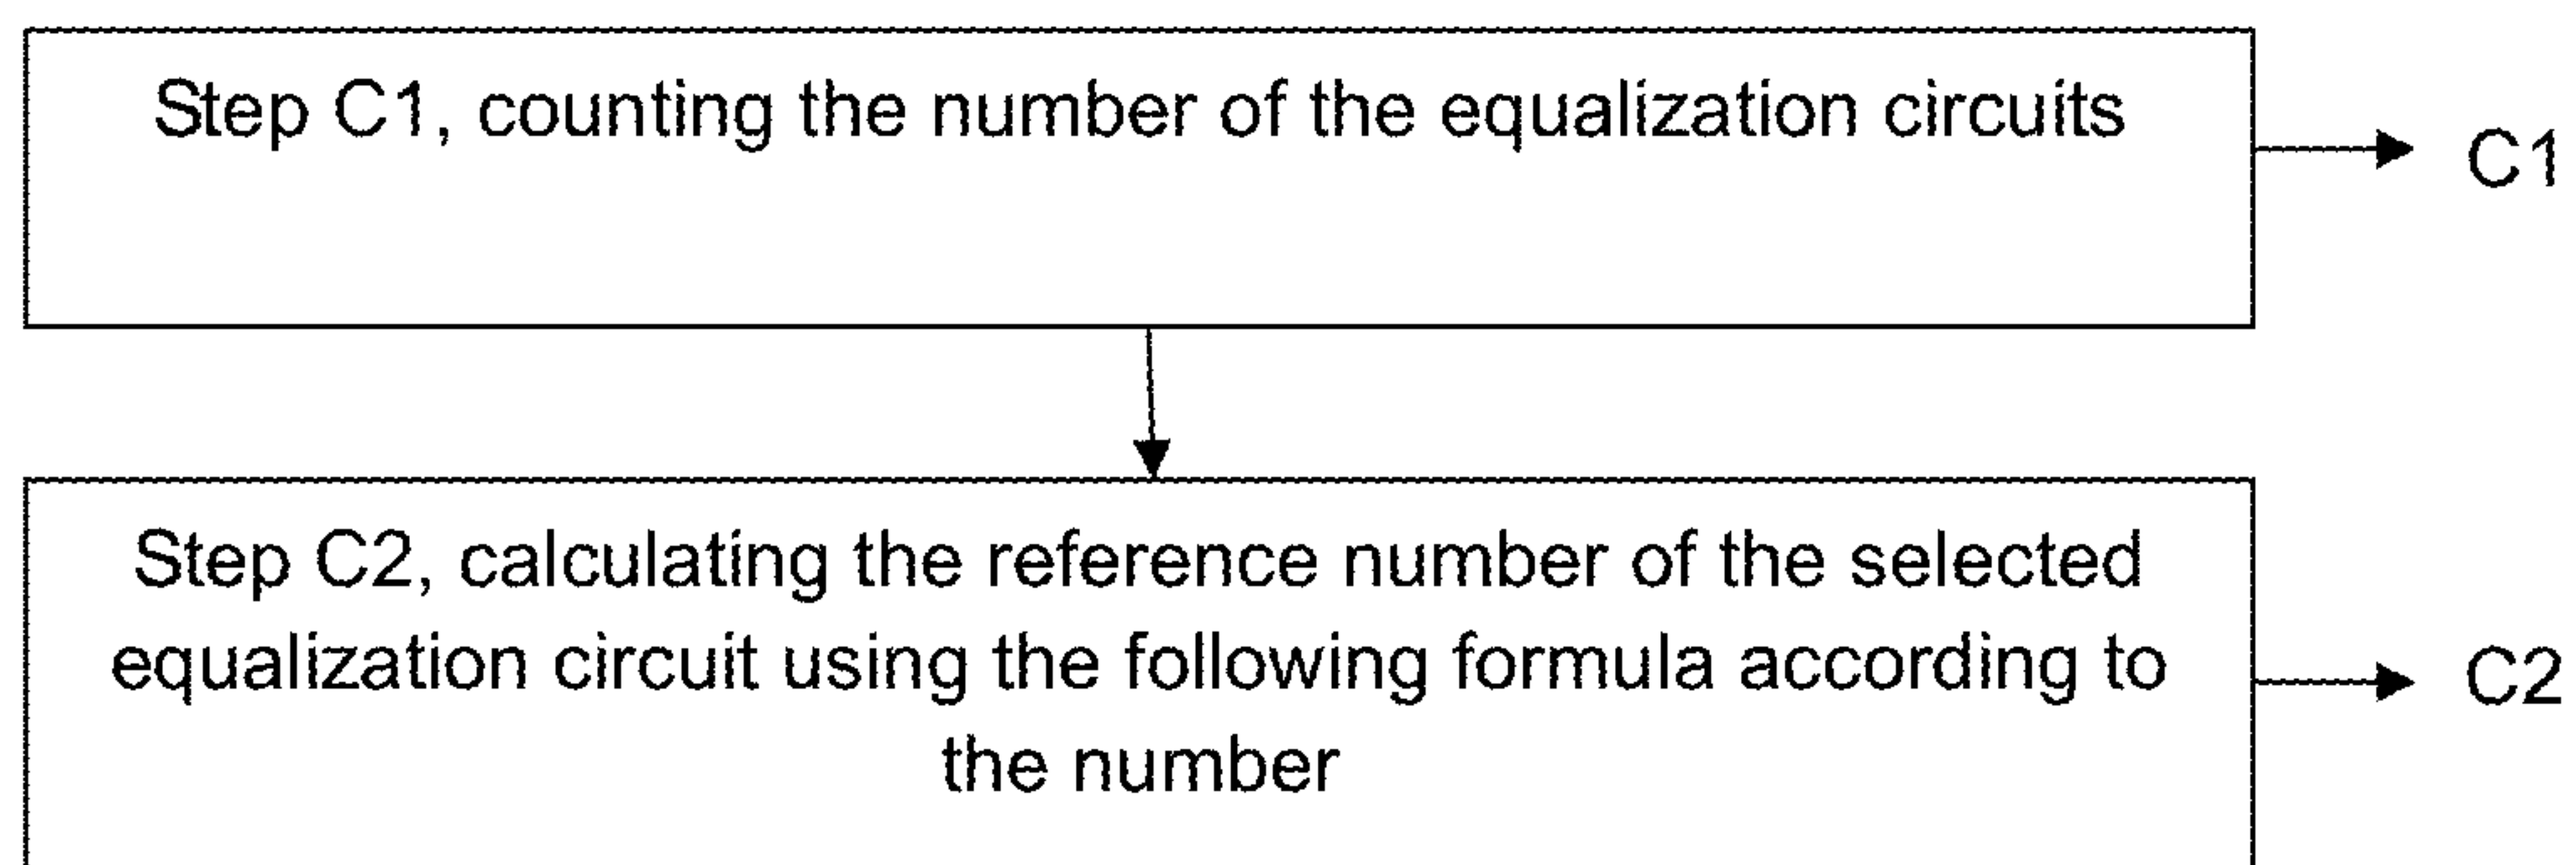 Step C1, counting the number of the equalization circuits
C1
Step C2, calculating the reference number of the selected
equalization circuit using the following formula according to
the number
C2